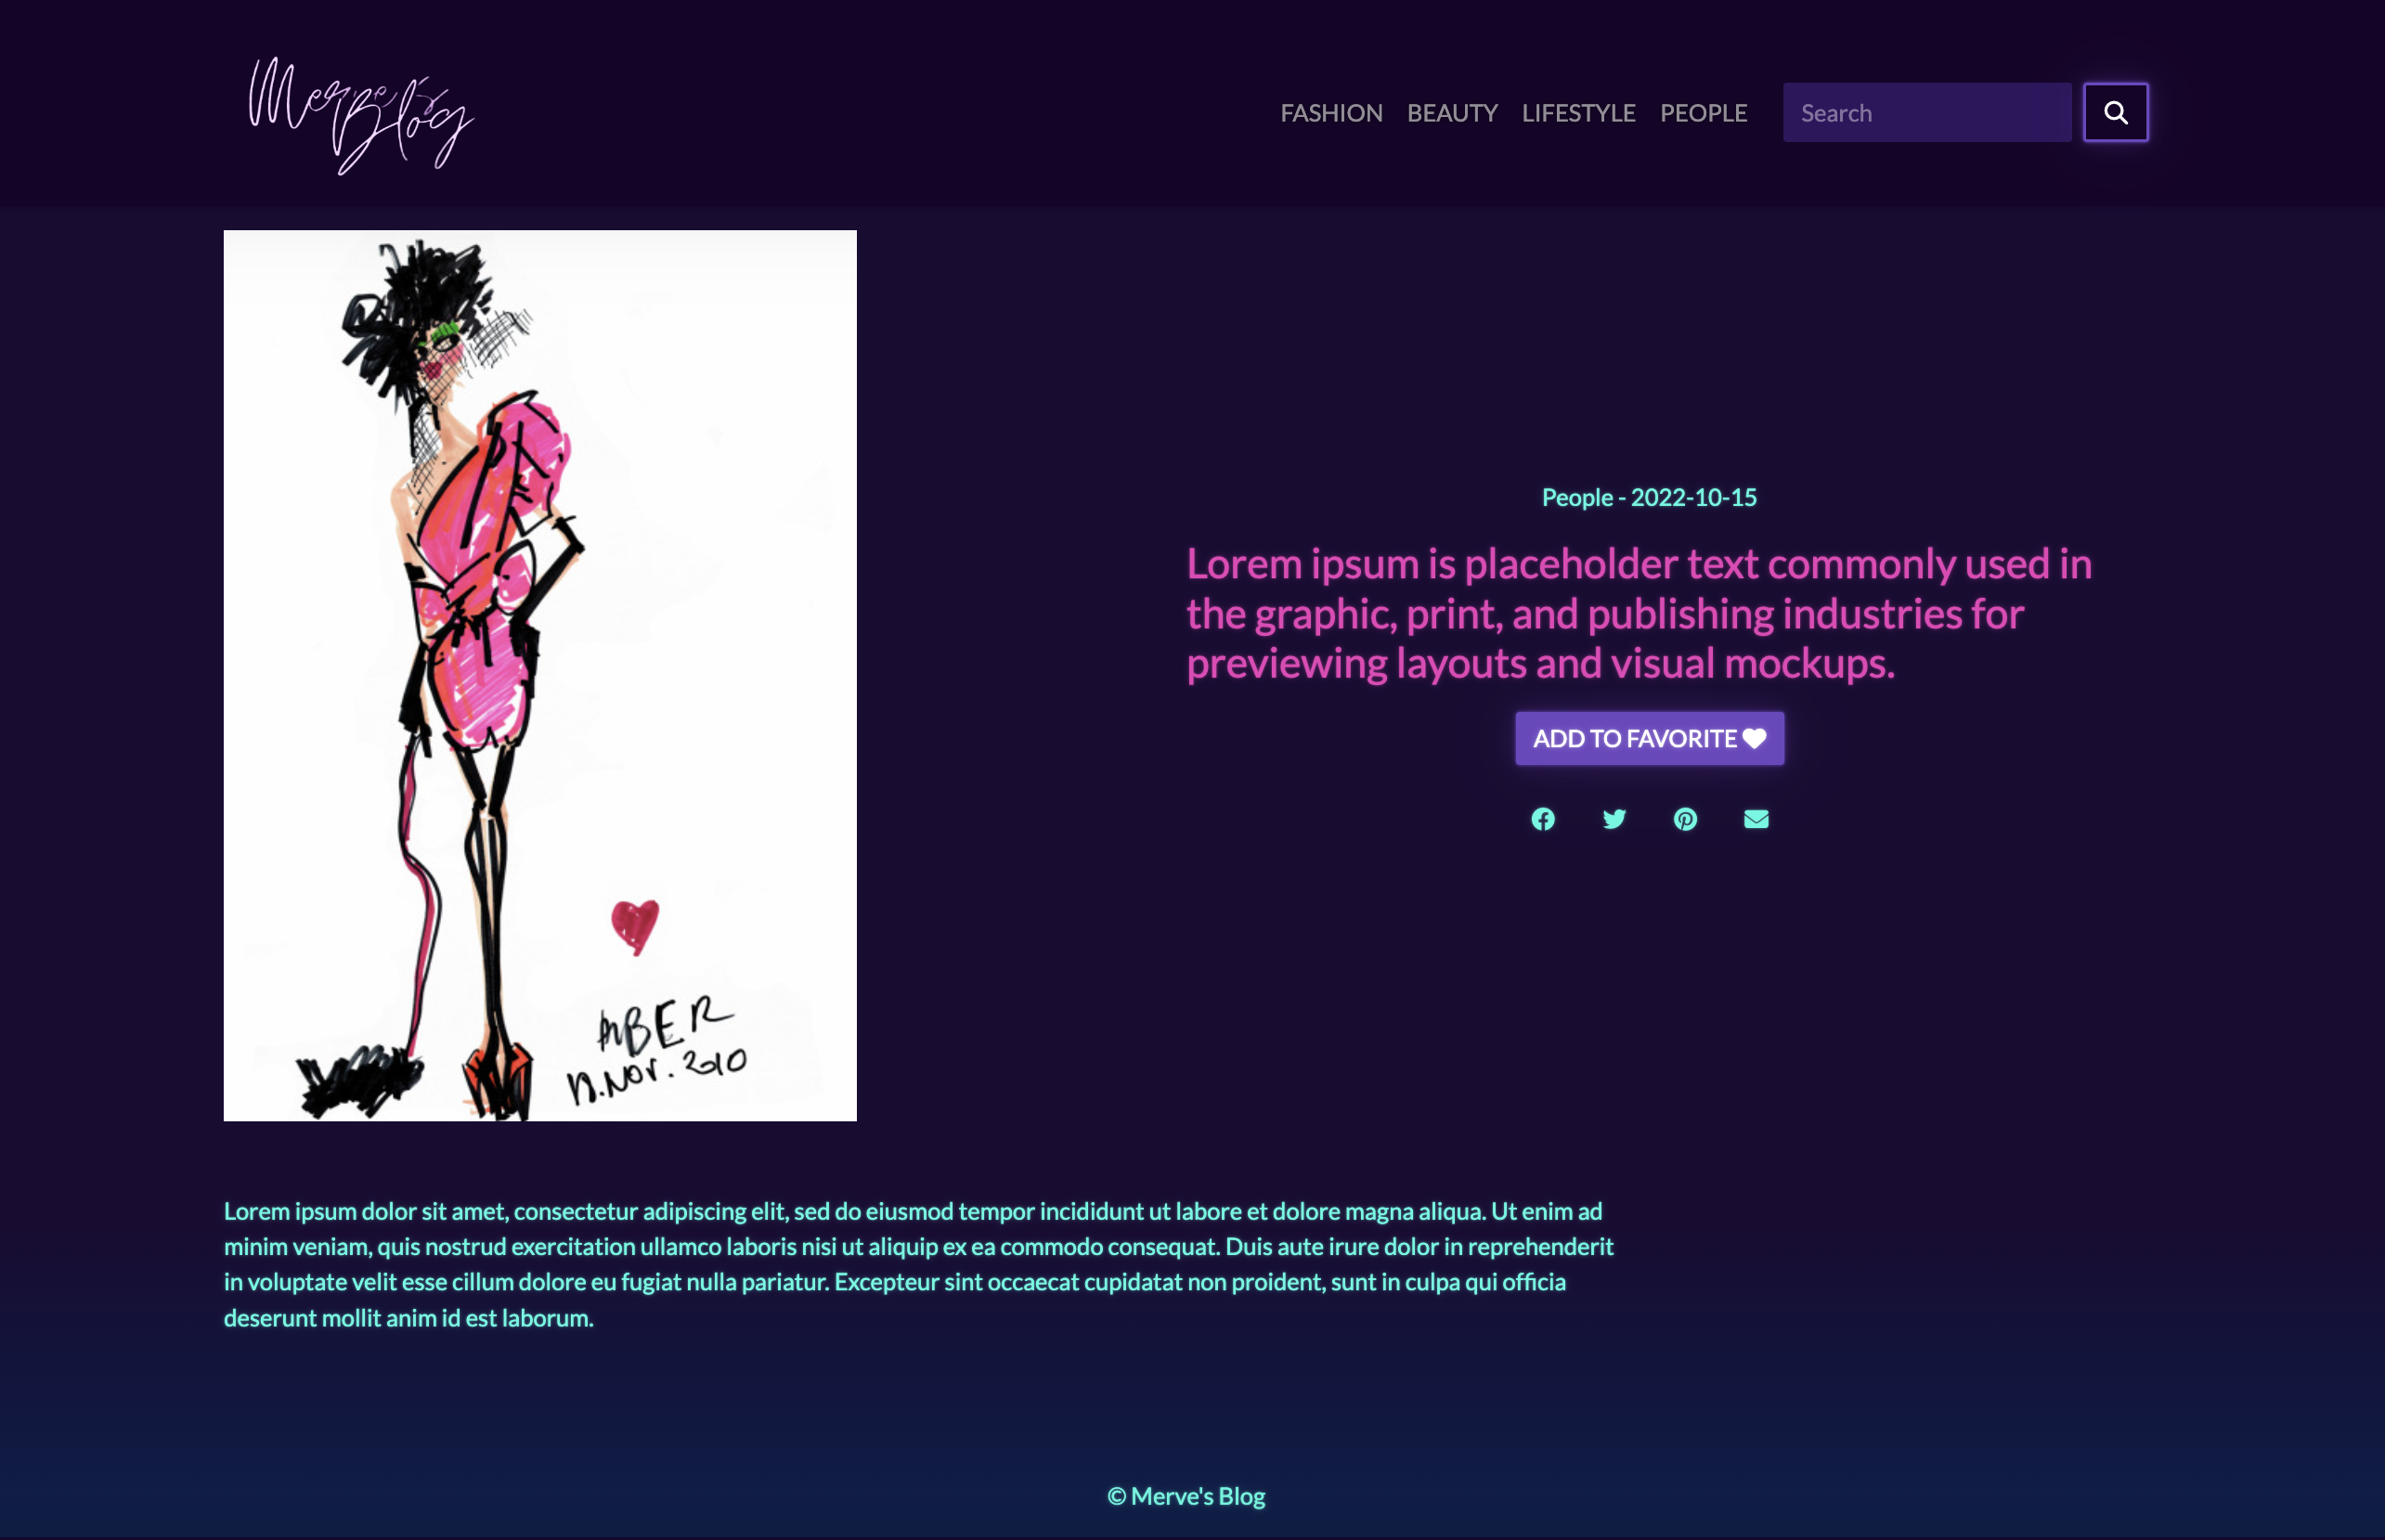 Merve's
Blog
FASHION BEAUTY LIFESTYLE PEOPLE Search
AMBER
n.Nov. 2010
People - 2022-10-15
Lorem ipsum is placeholder text commonly used in
the graphic, print, and publishing industries for
previewing layouts and visual mockups.
ADD TO FAVORITE
Lorem ipsum dolor sit amet, consectetur adipiscing elit, sed do eiusmod tempor incididunt ut labore et dolore magna aliqua. Ut enim ad
minim veniam, quis nostrud exercitation ullamco laboris nisi ut aliquip ex ea commodo consequat. Duis aute irure dolor in reprehenderit
in voluptate velit esse cillum dolore eu fugiat nulla pariatur. Excepteur sint occaecat cupidatat non proident, sunt in culpa qui officia
deserunt mollit anim id est laborum.
© Merve's Blog